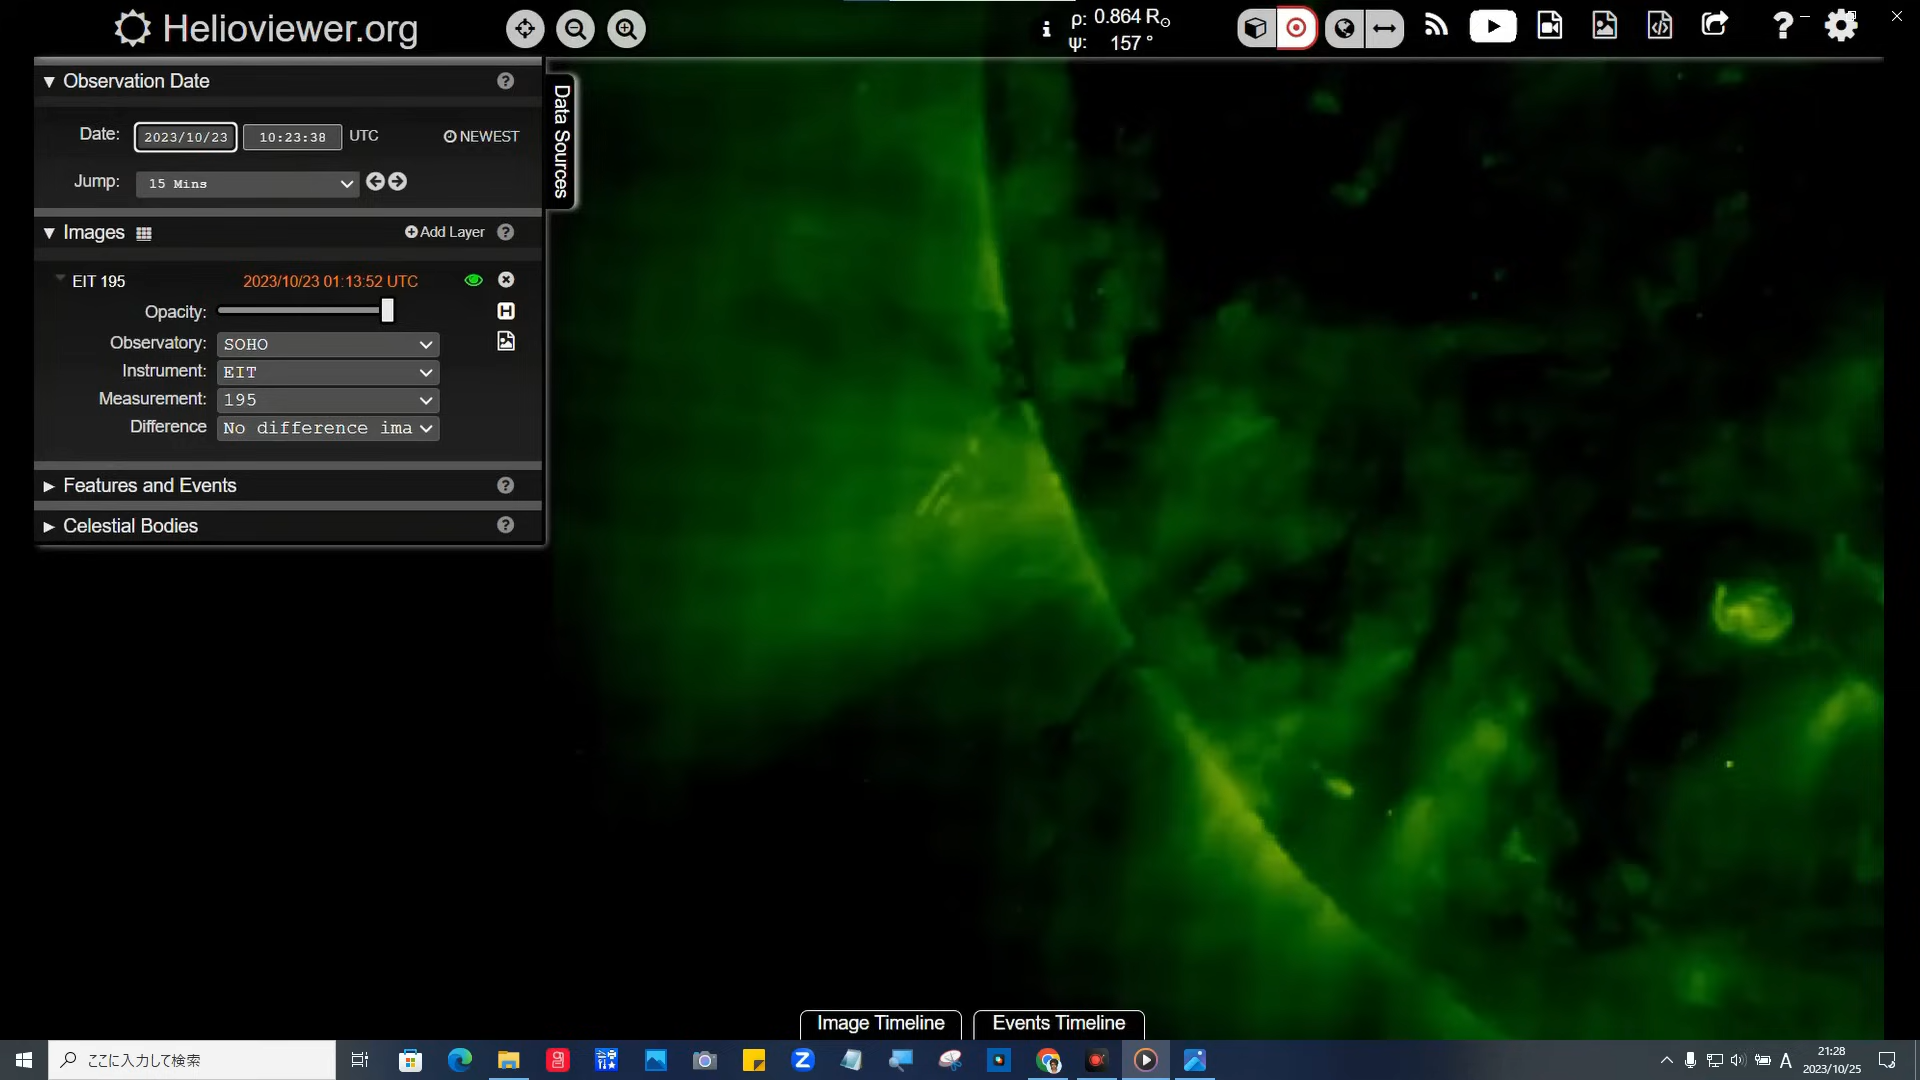 Helioviewer.org
ρ: 0.864 R⊙
ψ: 157 °
Observation Date
Date: 2023/10/23 10:23:38 UTC NEWEST
Jump: 15 Mins
Images Add Layer
EIT 195 2023/10/23 01:13:52 UTC
Opacity:
Observatory: SOHO
Instrument: EIT
Measurement: 195
Difference No difference ima
Features and Events
Celestial Bodies
Data Sources
Image Timeline Events Timeline
ここに入力して検索
A
21:28
2023/10/25